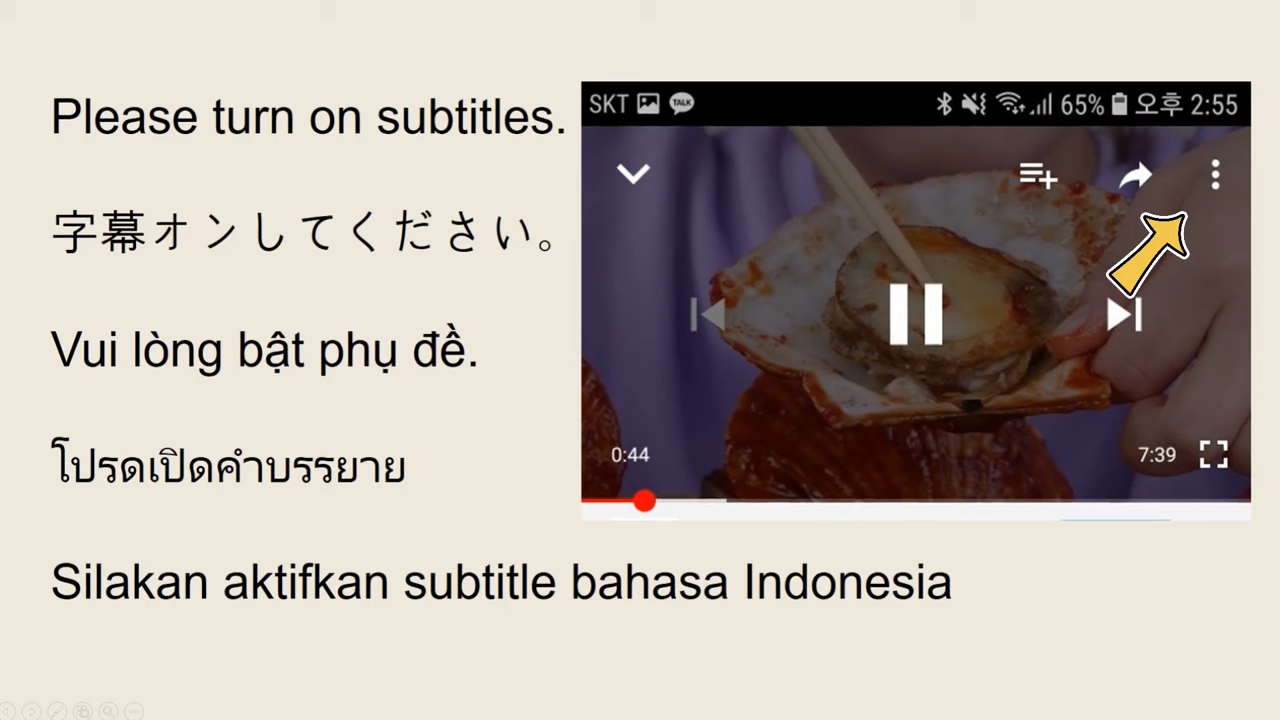 Please turn on subtitles.
字幕オンしてください。
Vui lòng bật phụ đề.
โปรดเปิดคำบรรยาย
Silakan aktifkan subtitle bahasa Indonesia
SKT TALK 65% 오후 2:55
0:44 7:39